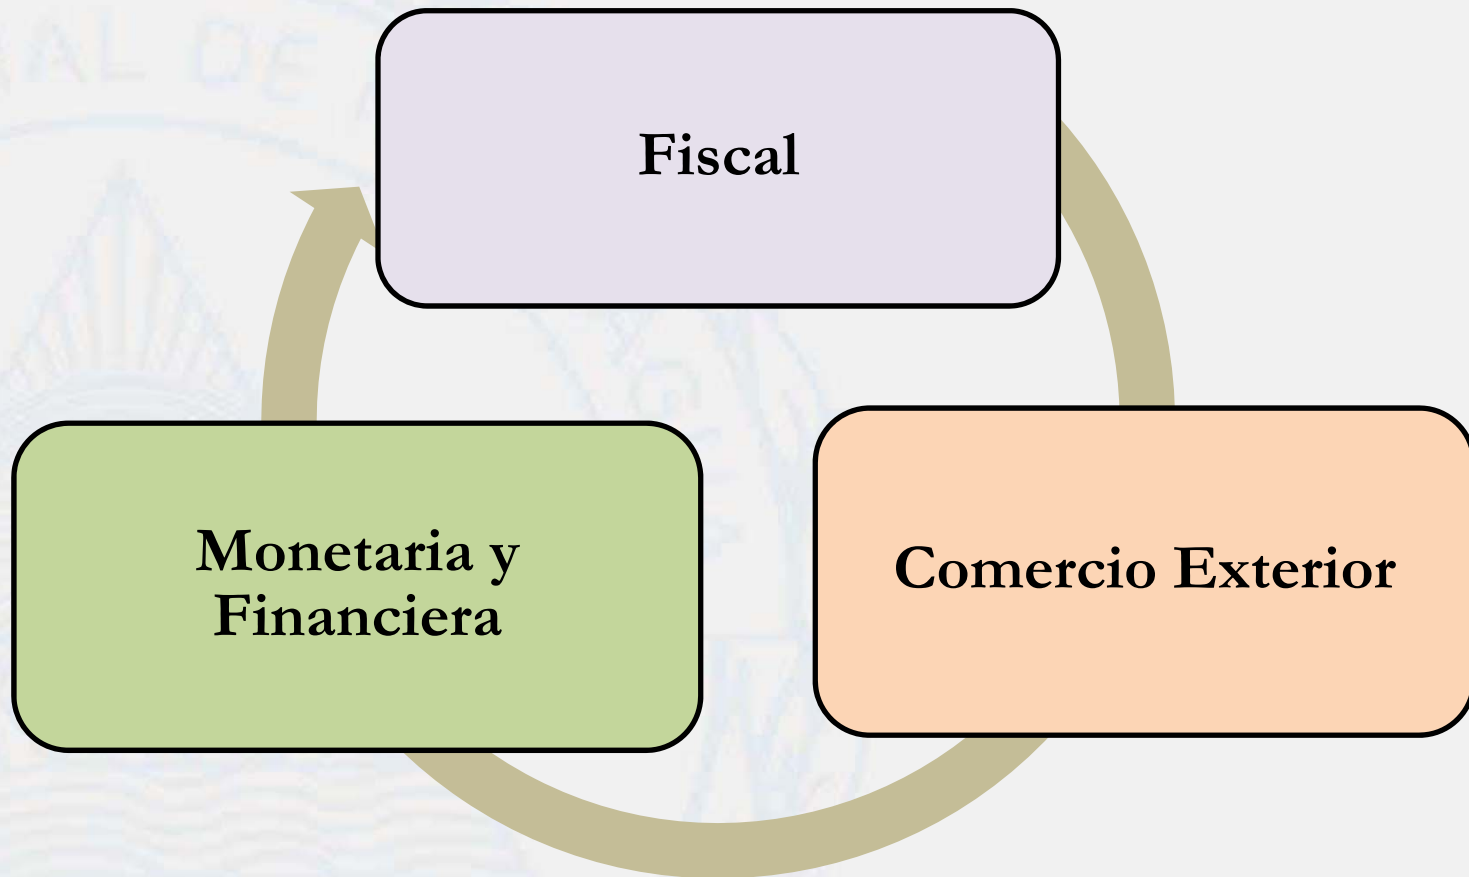 Fiscal
Monetaria y
Financiera
Comercio Exterior